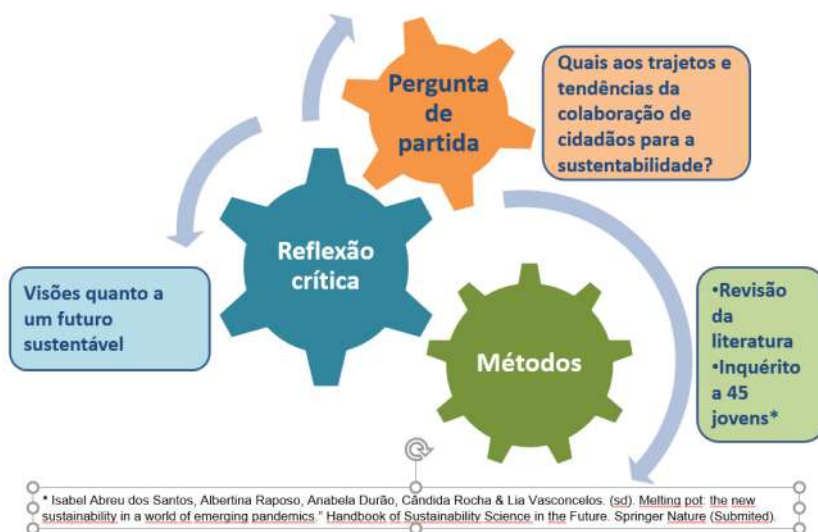 Pergunta
de
partida
Quais aos trajetos e
tendências da
colaboração de
cidadãos para a
sustentabilidade?
Reflexão
crítica
Visões quanto a
um futuro
sustentável
Métodos
•Revisão
da
literatura
•Inquérito
a 45
jovens*
* Isabel Abreu dos Santos, Albertina Raposo, Anabela Durão, Cândida Rocha & Lia Vasconcelos. (sd). Melting pot: the new
sustainability in a world of emerging pandemics." Handbook of Sustainability Science in the Future. Springer Nature (Submited).